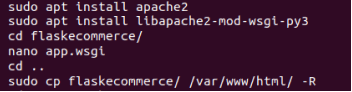 sudo apt install apache2
sudo apt install libapache2-mod-wsgi-py3
cd flaskecommerce/
nano app.wsgi
cd ..
sudo cp flaskecommerce/ /var/www/html/ -R